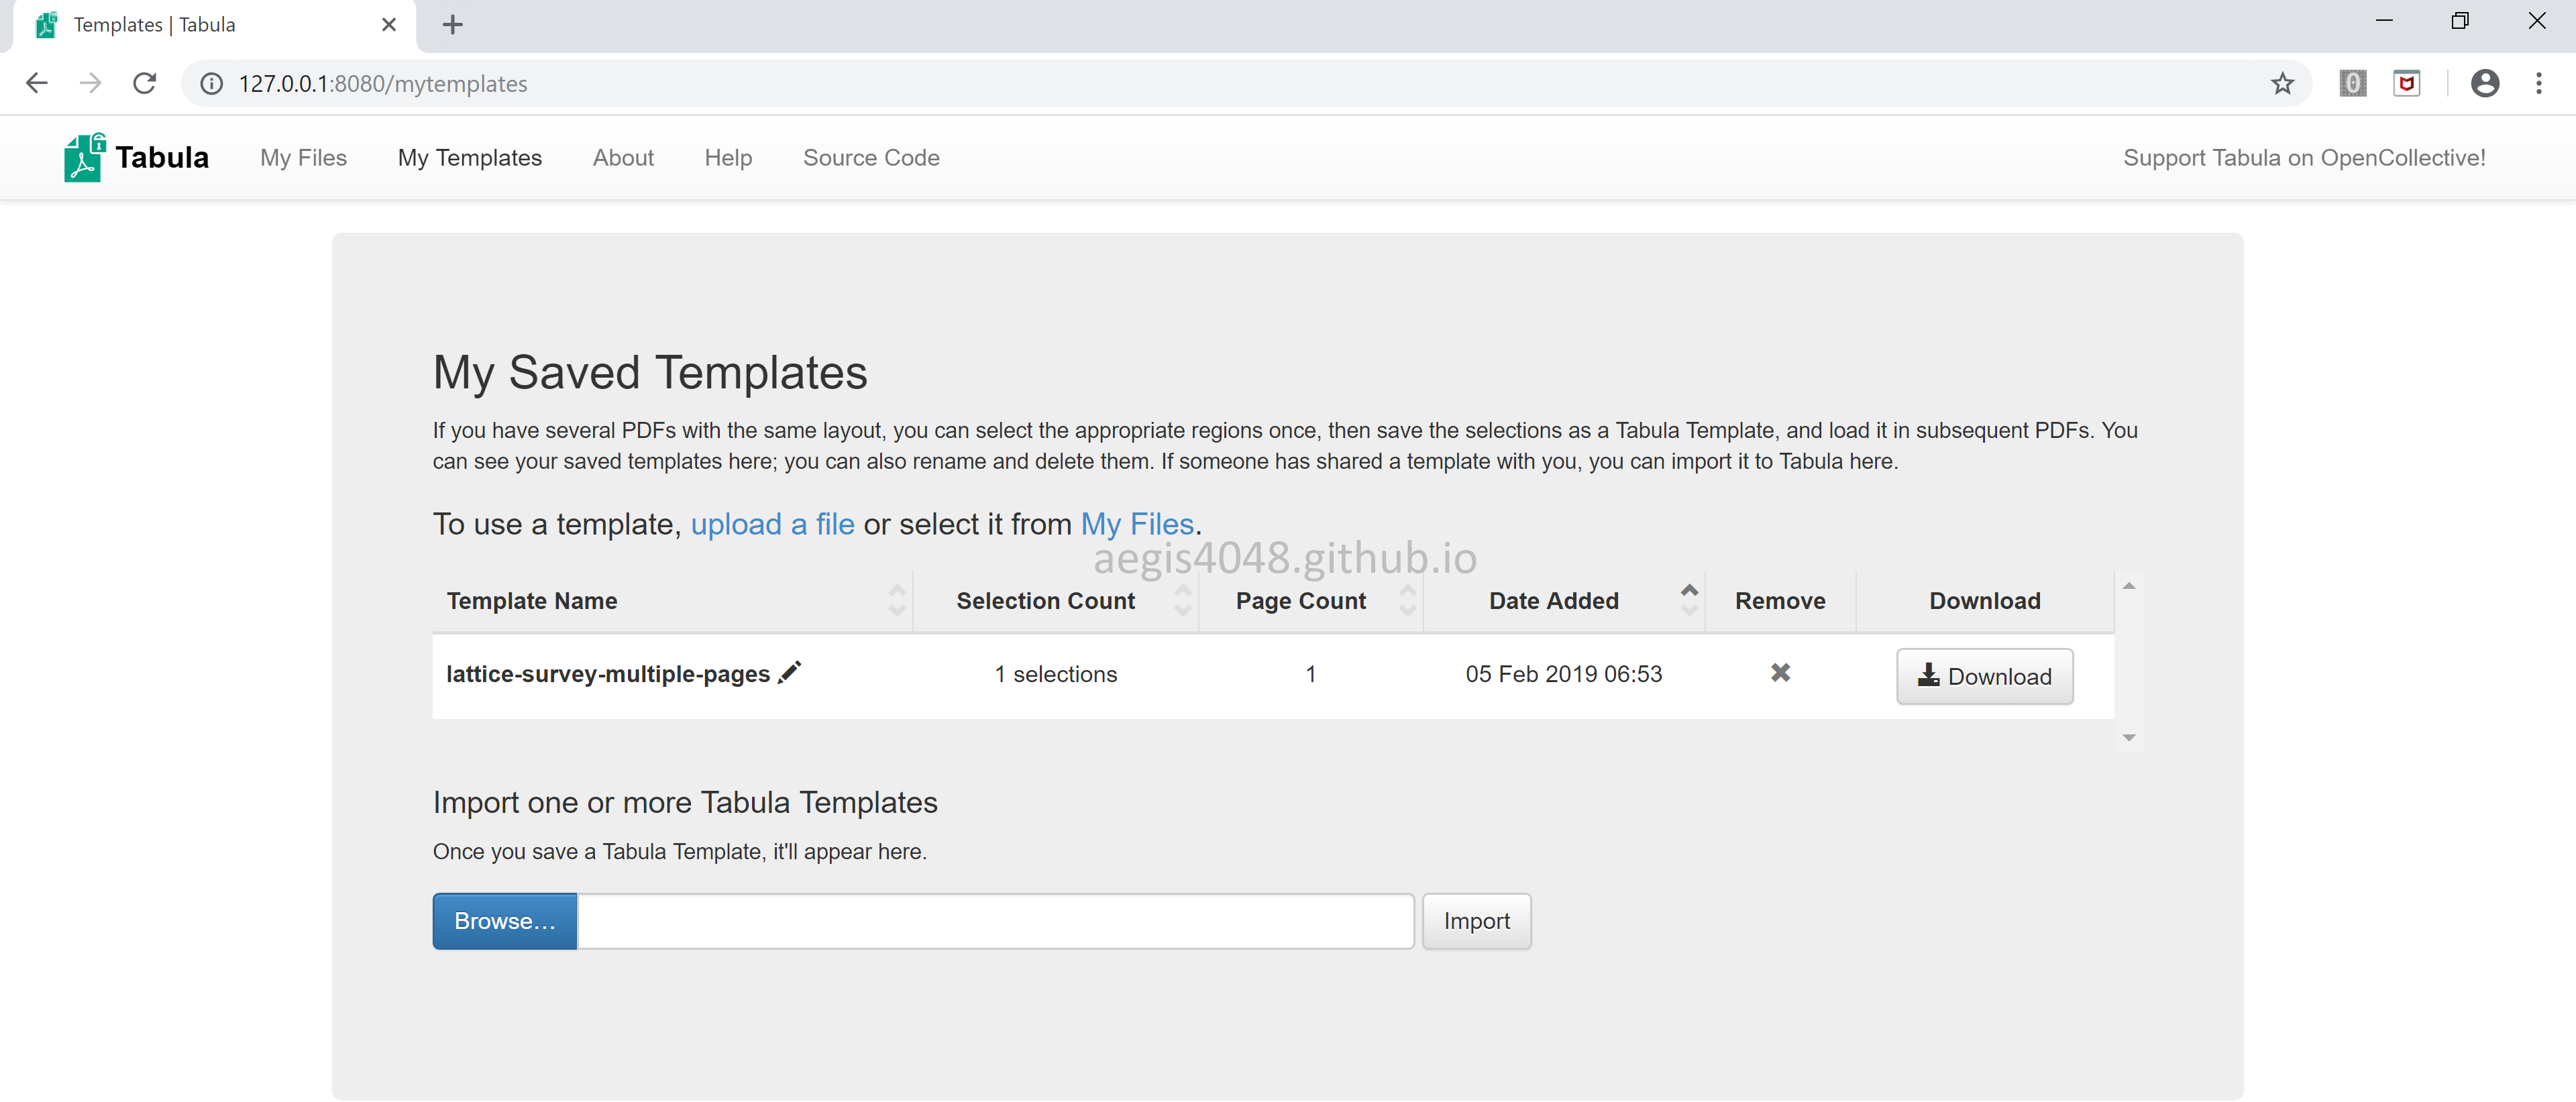 Templates | Tabula
127.0.0.1:8080/mytemplates
Tabula My Files My Templates About Help Source Code Support Tabula on OpenCollective!
My Saved Templates
If you have several PDFs with the same layout, you can select the appropriate regions once, then save the selections as a Tabula Template, and load it in subsequent PDFs. You
can see your saved templates here; you can also rename and delete them. If someone has shared a template with you, you can import it to Tabula here.
To use a template, upload a file or select it from My Files.
aegis4048.github.io
Template Name Selection Count Page Count Date Added Remove Download
lattice-survey-multiple-pages 1 selections 1 05 Feb 2019 06:53 Download
Import one or more Tabula Templates
Once you save a Tabula Template, it'll appear here.
Browse... Import